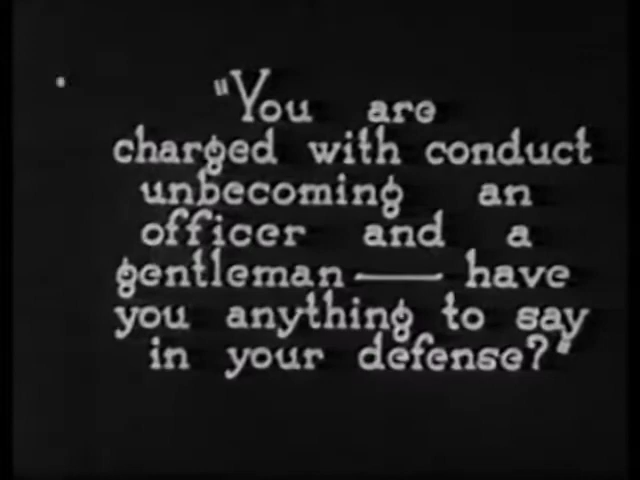 "You are
charged with conduct
unbecoming an
officer and a
gentleman — have
you anything to say
in your defense?"